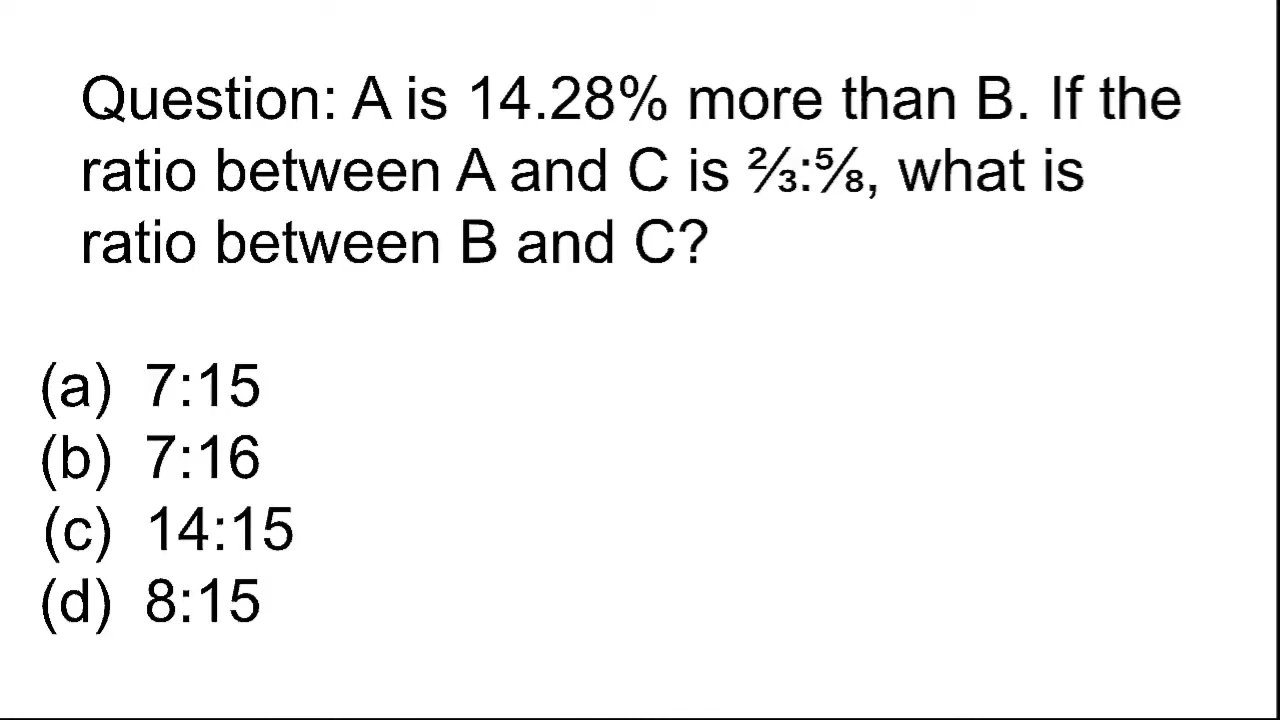 Question: A is 14.28% more than B. If the
ratio between A and C is ⅔:⅝, what is
ratio between B and C?
(a) 7:15
(b) 7:16
(c) 14:15
(d) 8:15